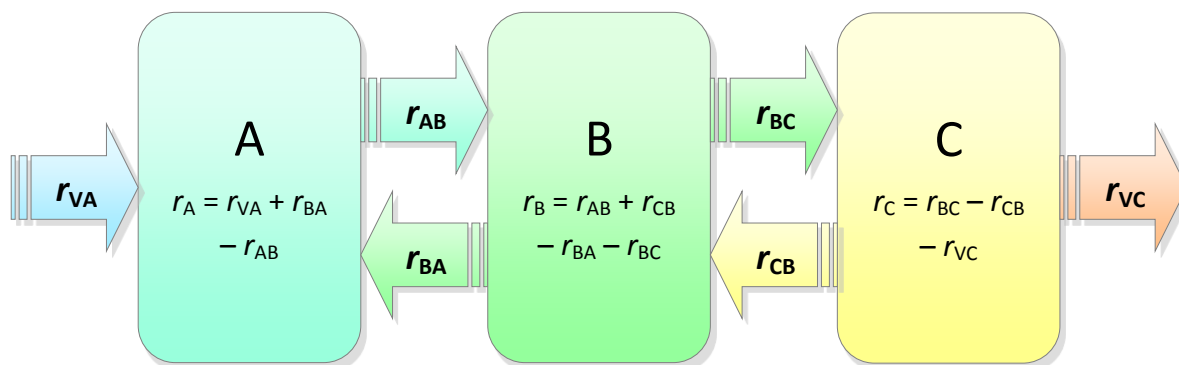 A
r_VA
r_A = r_VA + r_BA
– r_AB
r_AB
r_BA
B
r_B = r_AB + r_CB
– r_BA – r_BC
r_BC
r_CB
C
r_C = r_BC – r_CB
– r_VC
r_VC